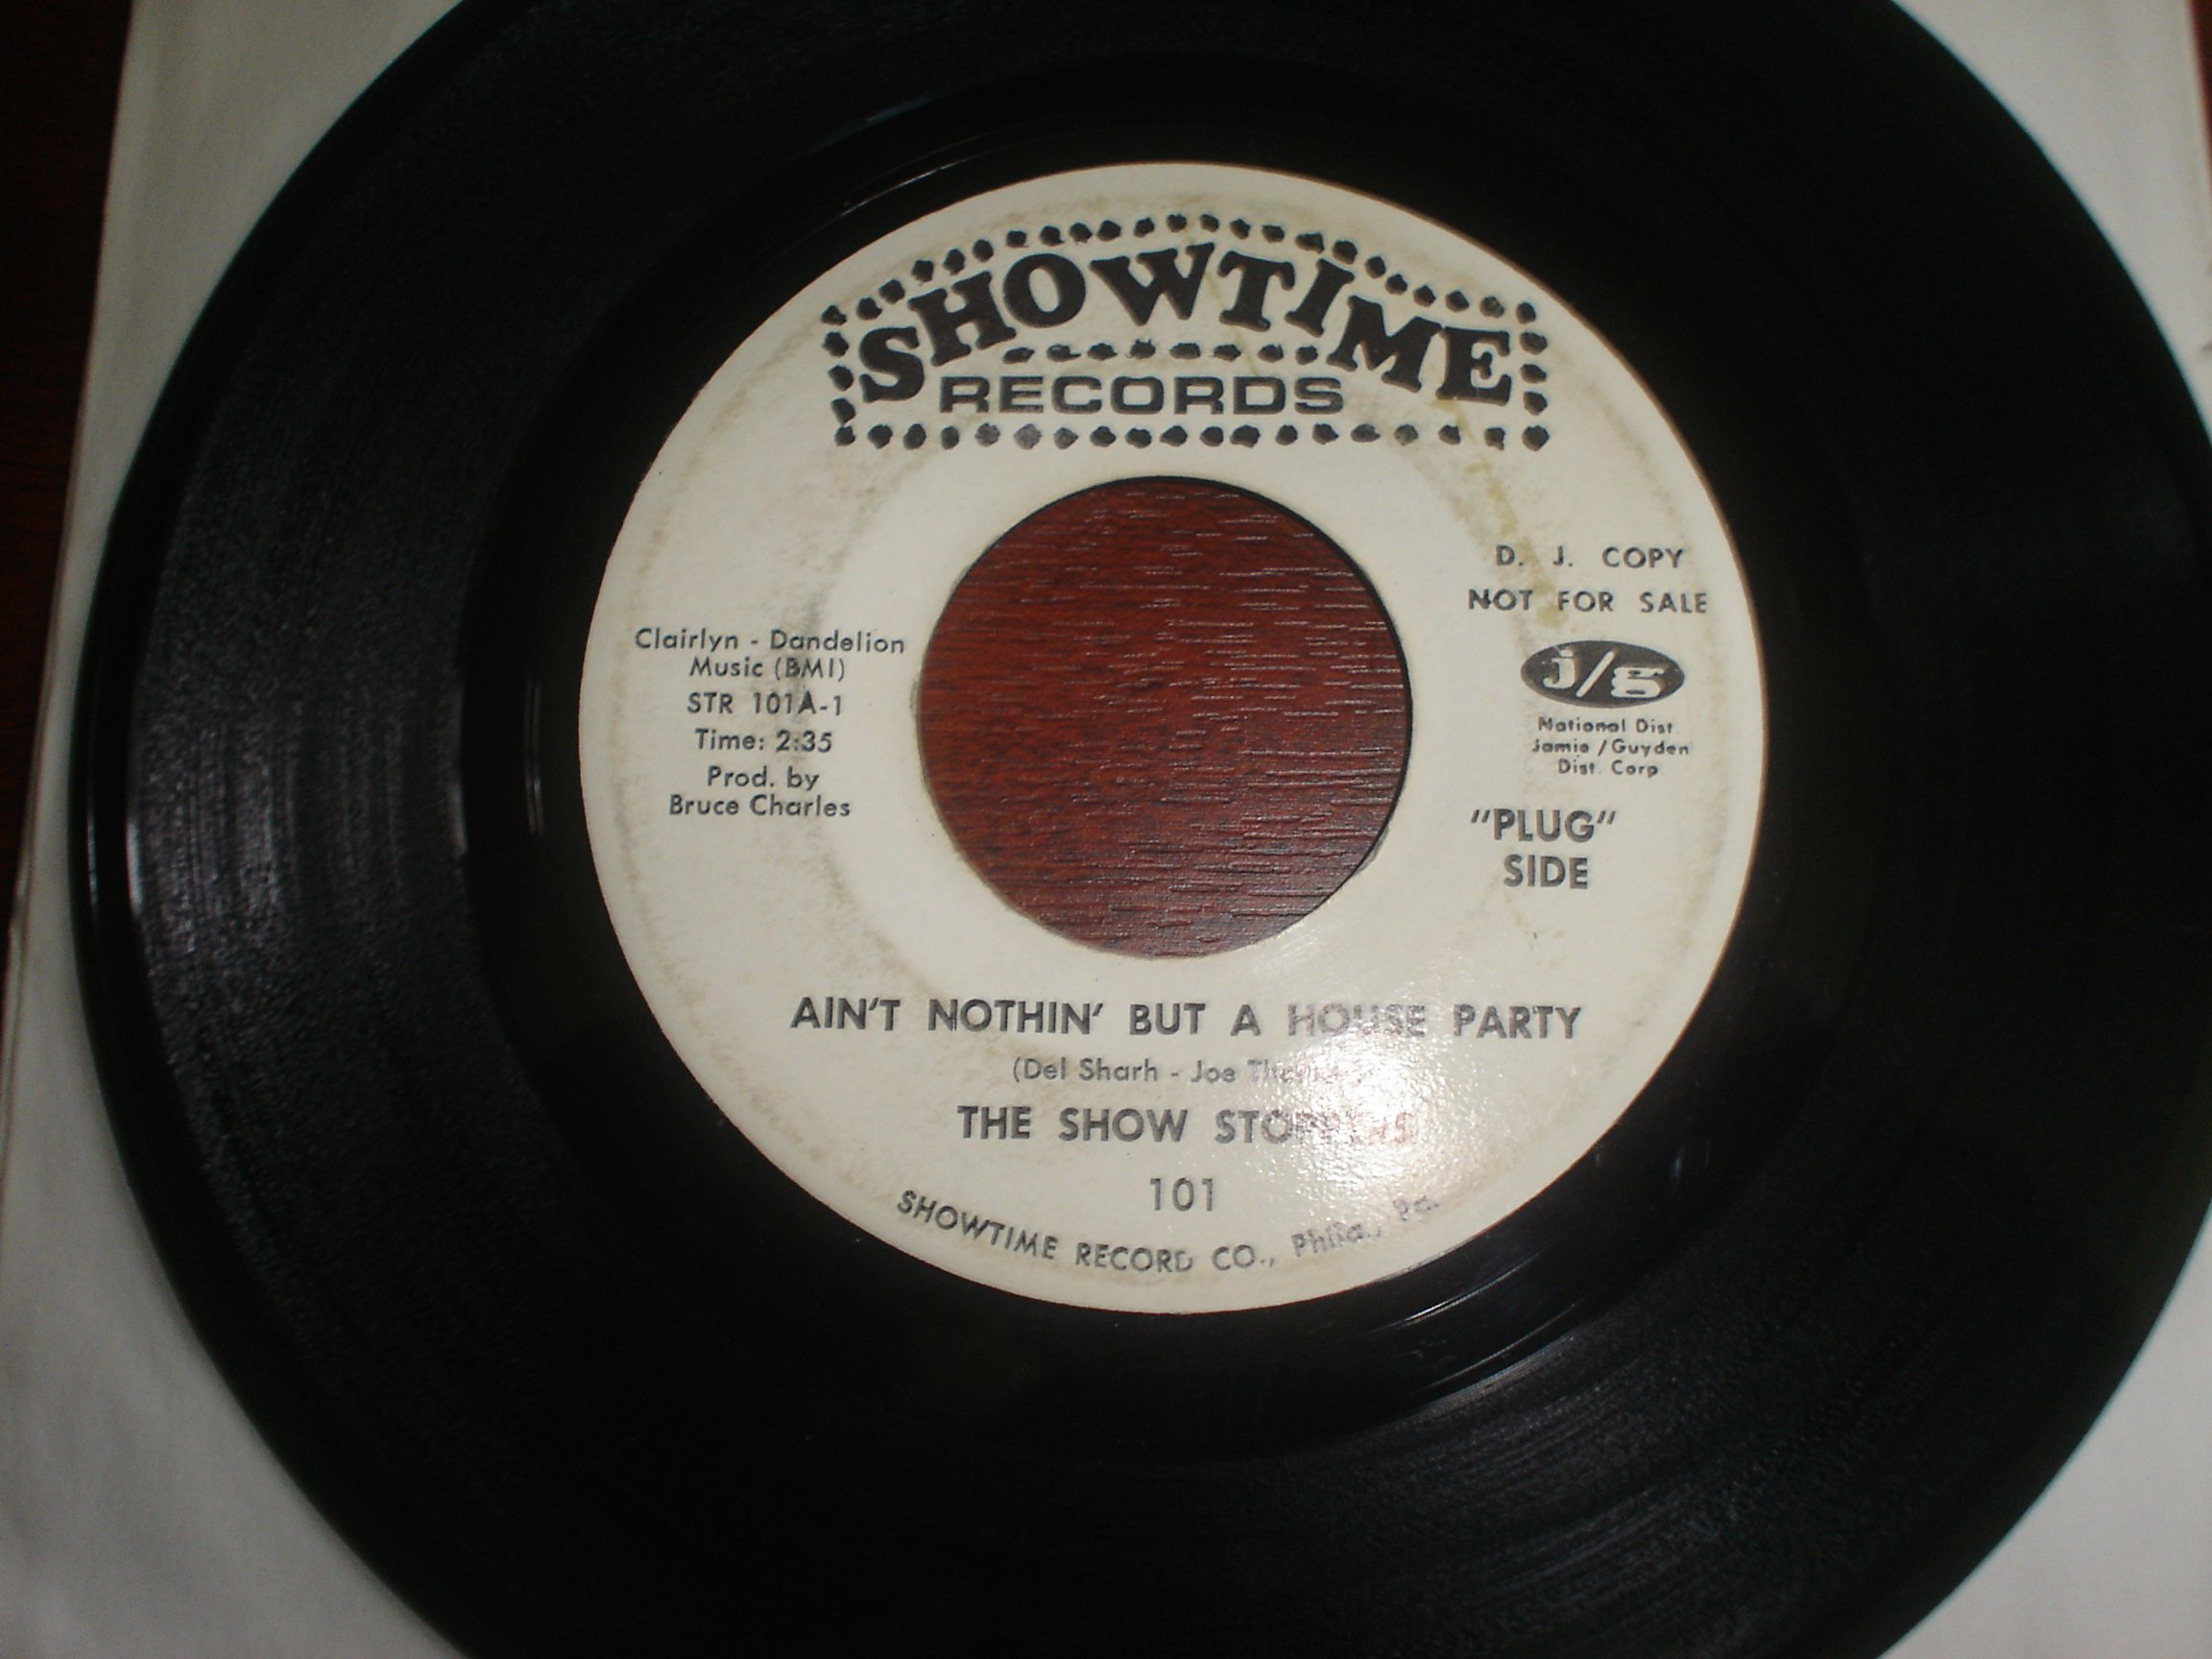 SHOWTIME
RECORDS
D. J. COPY
NOT FOR SALE
Clairlyn - Dandelion
Music (BMI)
STR 101A-1
Time: 2:35
Prod. by
Bruce Charles
j/g
National Dist.
Jamie / Guyden
Dist. Corp
"PLUG"
SIDE
AIN'T NOTHIN' BUT A HOUSE PARTY
(Del Sharh - Joe
THE SHOW STOPPERS
101
SHOWTIME RECORD CO., Phila., Pa.